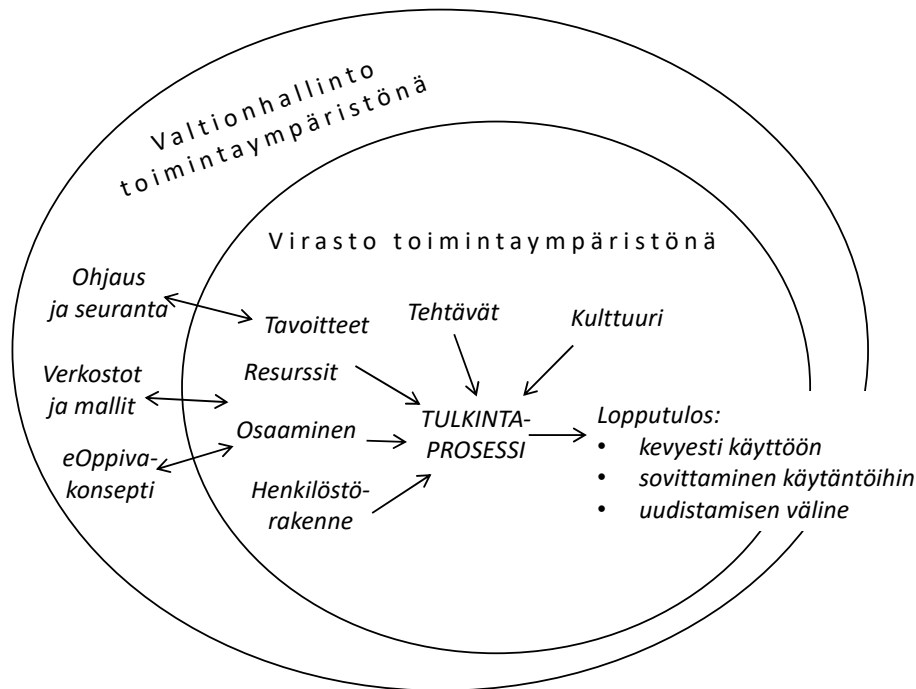 Valtionhallinto
toimintaympäristönä
Virasto toimintaympäristönä
Ohjaus
ja seuranta
Tavoitteet
Tehtävät
Kulttuuri
Verkostot
ja mallit
Resurssit
Osaaminen
TULKINTA-
PROSESSI
eOppiva-
konsepti
Henkilöstö-
rakenne
Lopputulos:
• kevyesti käyttöön
• sovittaminen käytäntöihin
• uudistamisen väline